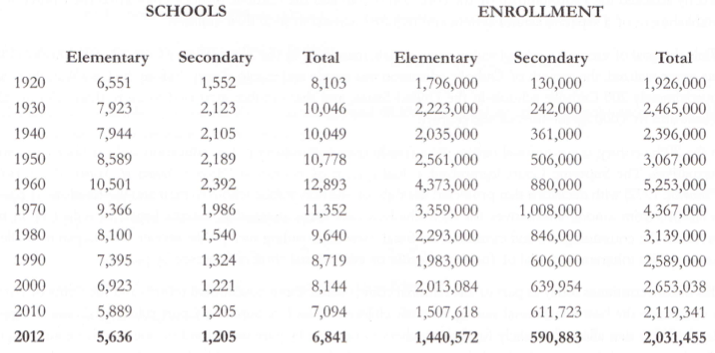 SCHOOLS ENROLLMENT
Elementary Secondary Total Elementary Secondary Total
1920 6,551 1,552 8,103 1,796,000 130,000 1,926,000
1930 7,923 2,123 10,046 2,223,000 242,000 2,465,000
1940 7,944 2,105 10,049 2,035,000 361,000 2,396,000
1950 8,589 2,189 10,778 2,561,000 506,000 3,067,000
1960 10,501 2,392 12,893 4,373,000 880,000 5,253,000
1970 9,366 1,986 11,352 3,359,000 1,008,000 4,367,000
1980 8,100 1,540 9,640 2,293,000 846,000 3,139,000
1990 7,395 1,324 8,719 1,983,000 606,000 2,589,000
2000 6,923 1,221 8,144 2,013,084 639,954 2,653,038
2010 5,889 1,205 7,094 1,507,618 611,723 2,119,341
2012 5,636 1,205 6,841 1,440,572 590,883 2,031,455